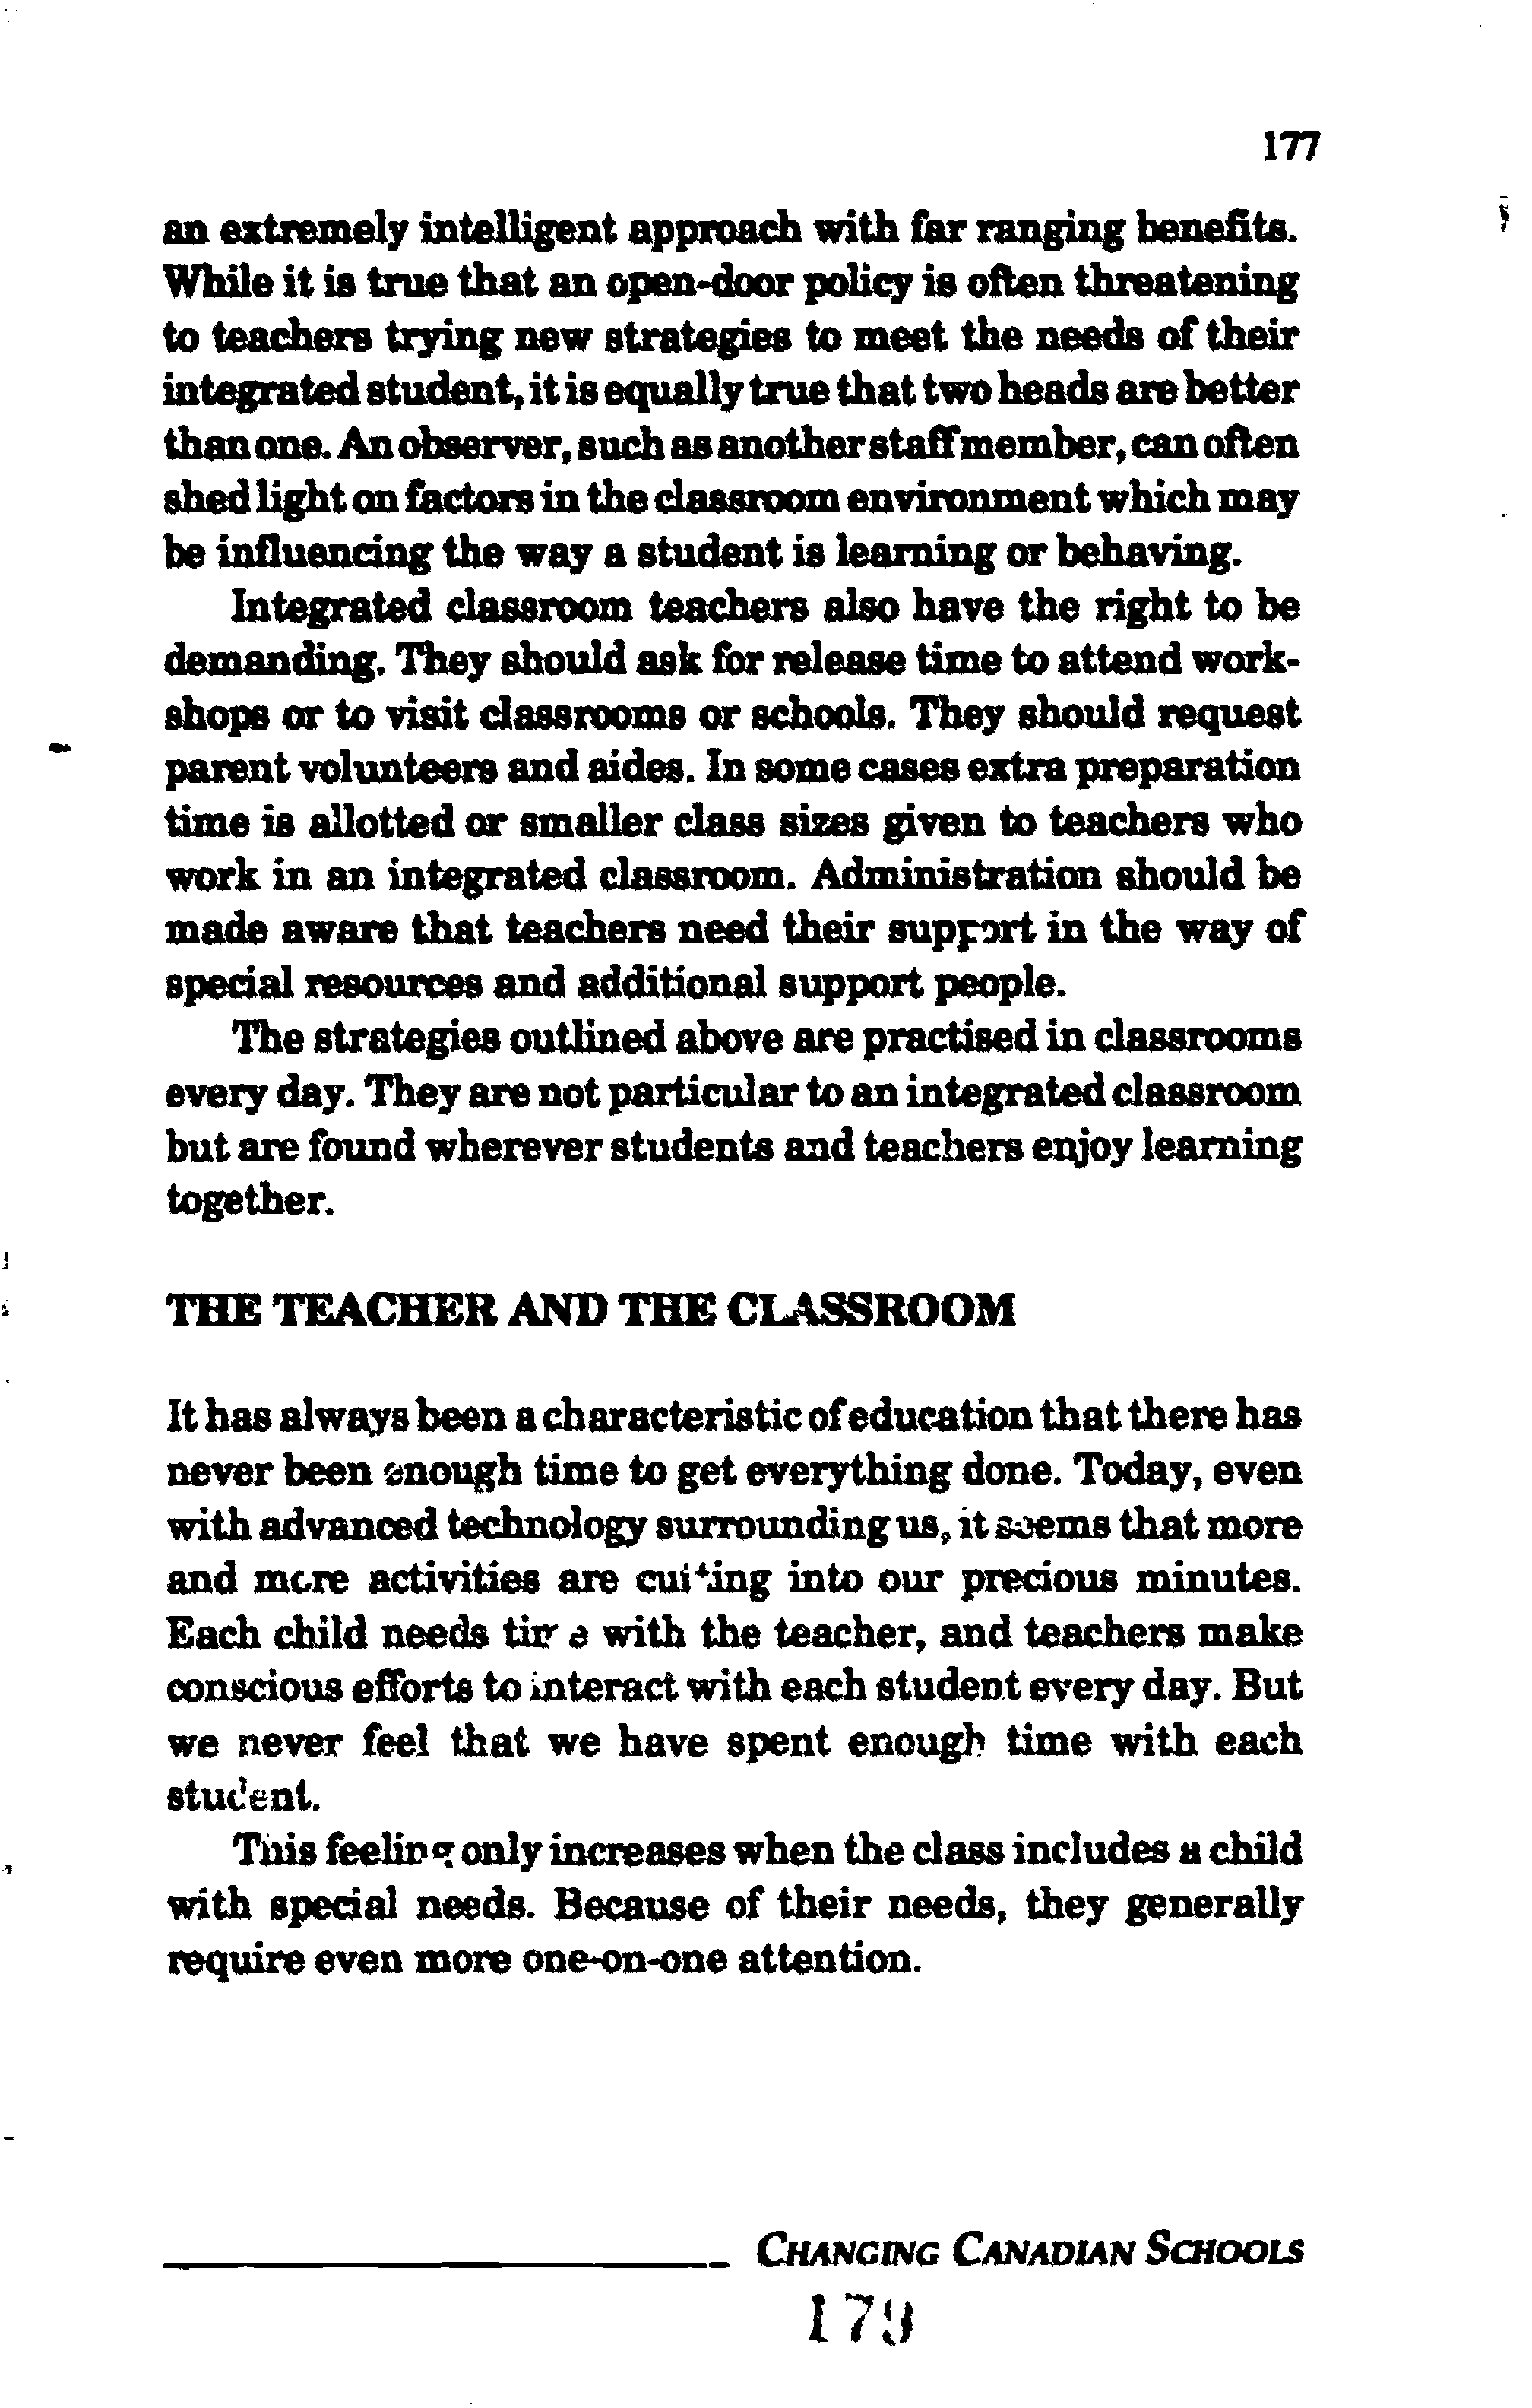 177
an extremely intelligent approach with far ranging benefits.
While it is true that an open-door policy is often threatening
to teachers trying new strategies to meet the needs of their
integrated student, it is equally true that two heads are better
than one. An observer, such as another staff member, can often
shed light on factors in the classroom environment which may
be influencing the way a student is learning or behaving.
Integrated classroom teachers also have the right to be
demanding. They should ask for release time to attend work-
shops or to visit classrooms or schools. They should request
parent volunteers and aides. In some cases extra preparation
time is allotted or smaller class sizes given to teachers who
work in an integrated classroom. Administration should be
made aware that teachers need their support in the way of
special resources and additional support people.
The strategies outlined above are practised in classrooms
every day. They are not particular to an integrated classroom
but are found wherever students and teachers enjoy learning
together.
THE TEACHER AND THE CLASSROOM
It has always been a characteristic of education that there has
never been enough time to get everything done. Today, even
with advanced technology surrounding us, it seems that more
and more activities are cutting into our precious minutes.
Each child needs time with the teacher, and teachers make
conscious efforts to interact with each student every day. But
we never feel that we have spent enough time with each
student.
This feeling only increases when the class includes a child
with special needs. Because of their needs, they generally
require even more one-on-one attention.
CHANGING CANADIAN SCHOOLS
179